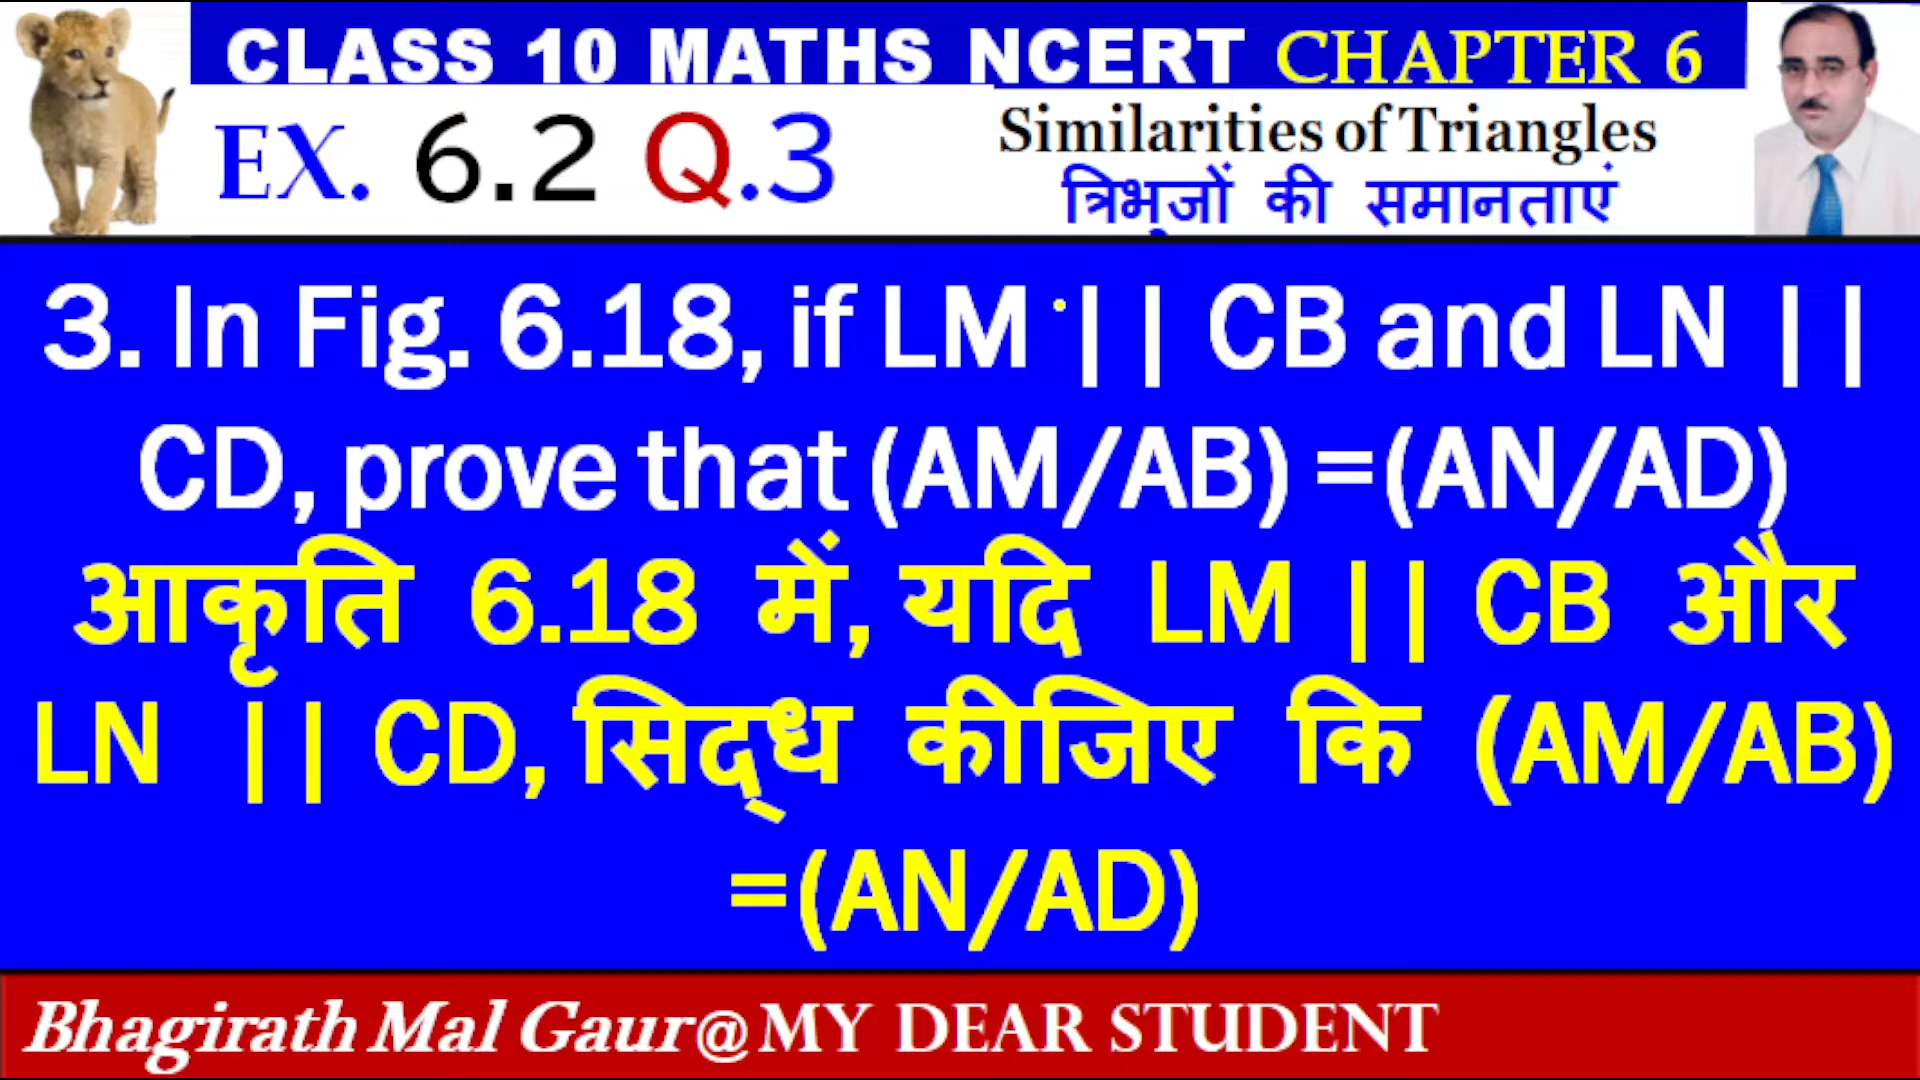 CLASS 10 MATHS NCERT CHAPTER 6
EX. 6.2 Q.3
Similarities of Triangles
त्रिभुजों की समानताएं
3. In Fig. 6.18, if LM || CB and LN ||
CD, prove that (AM/AB) =(AN/AD)
आकृति 6.18 में, यदि LM || CB और
LN || CD, सिद्ध कीजिए कि (AM/AB)
=(AN/AD)
Bhagirath Mal Gaur@MY DEAR STUDENT